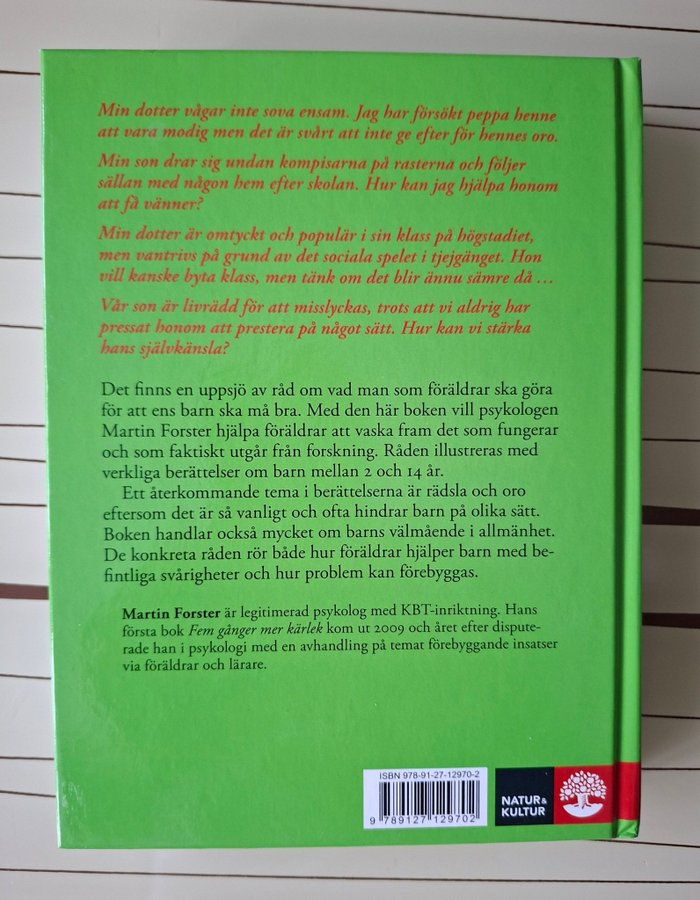 Min dotter vågar inte sova ensam. Jag har försökt peppa henne
att vara modig men det är svårt att inte ge efter för hennes oro.
Min son drar sig undan kompisarna på rasterna och följer
sällan med någon hem efter skolan. Hur kan jag hjälpa honom
att få vänner?
Min dotter är omtyckt och populär i sin klass på högstadiet,
men vantrivs på grund av det sociala spelet i tjejgänget. Hon
vill kanske byta klass, men tänk om det blir ännu sämre då …
Vår son är livrädd för att misslyckas, trots att vi aldrig har
pressat honom att prestera på något sätt. Hur kan vi stärka
hans självkänsla?
Det finns en uppsjö av råd om vad man som föräldrar ska göra
för att ens barn ska må bra. Med den här boken vill psykologen
Martin Forster hjälpa föräldrar att vaska fram det som fungerar
och som faktiskt utgår från forskning. Råden illustreras med
verkliga berättelser om barn mellan 2 och 14 år.
Ett återkommande tema i berättelserna är rädsla och oro
eftersom det är så vanligt och ofta hindrar barn på olika sätt.
Boken handlar också mycket om barns välmående i allmänhet.
De konkreta råden rör både hur föräldrar hjälper barn med be-
fintliga svårigheter och hur problem kan förebyggas.
Martin Forster är legitimerad psykolog med KBT-inriktning. Hans
första bok Fem gånger mer kärlek kom ut 2009 och året efter dispute-
rade han i psykologi med en avhandling på temat förebyggande insatser
via föräldrar och lärare.
ISBN 978-91-27-12970-2
9 789127 129702
NATUR &
KULTUR